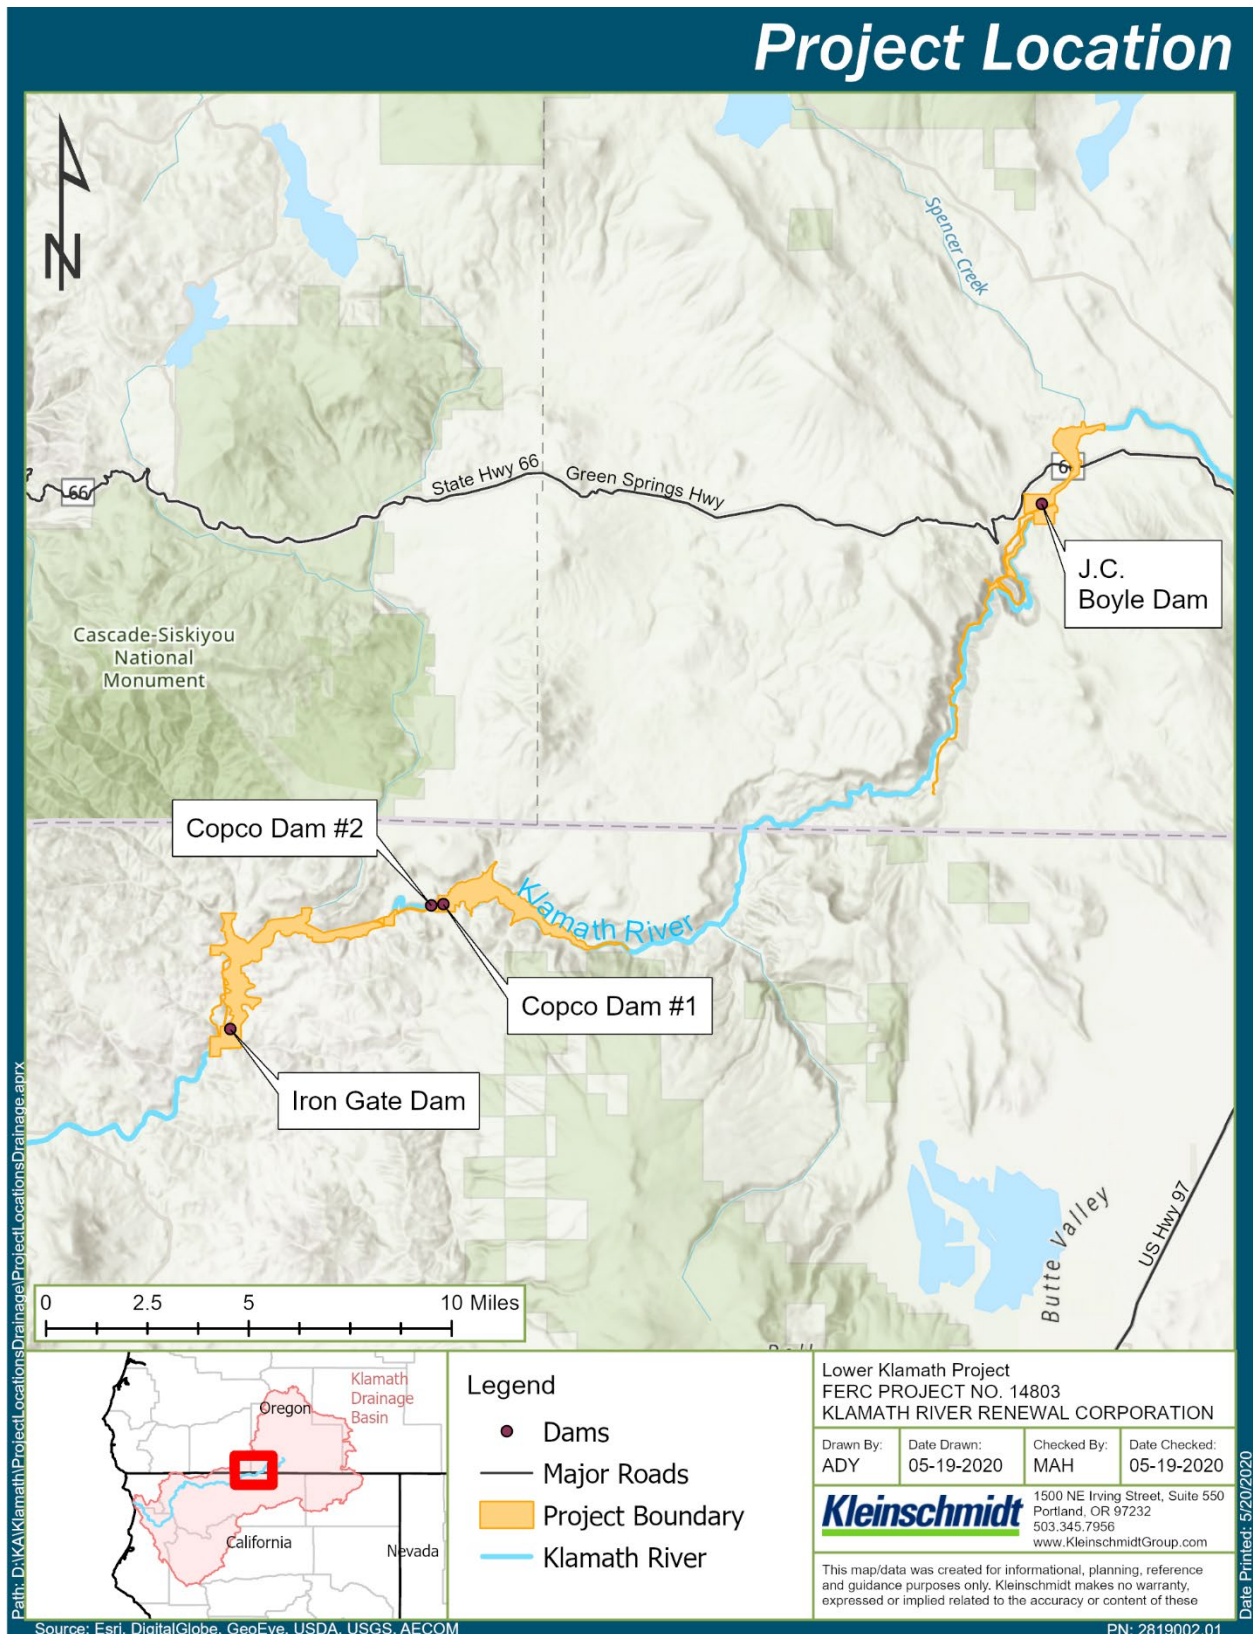 Project Location
N
Spencer Creek
66
State Hwy 66
Green Springs Hwy
J.C.
Boyle Dam
Cascade-Siskiyou
National
Monument
Copco Dam #2
Klamath River
Copco Dam #1
Iron Gate Dam
Butte Valley
US Hwy 97
0 2.5 5 10 Miles
Klamath
Drainage
Basin
Oregon
California
Nevada
Legend
Dams
Major Roads
Project Boundary
Klamath River
Lower Klamath Project
FERC PROJECT NO. 14803
KLAMATH RIVER RENEWAL CORPORATION
Drawn By:
ADY
Date Drawn:
05-19-2020
Checked By:
MAH
Date Checked:
05-19-2020
Kleinschmidt
1500 NE Irving Street, Suite 550
Portland, OR 97232
503.345.7956
www.KleinschmidtGroup.com
This map/data was created for informational, planning, reference
and guidance purposes only. Kleinschmidt makes no warranty,
expressed or implied related to the accuracy or content of these
Path: D:\KA\Klamath\ProjectLocationsDrainage\ProjectLocationsDrainage.aprx
Date Printed: 5/20/2020
Source: Esri, DigitalGlobe, GeoEye, USDA, USGS, AECOM
PN: 2819002.01